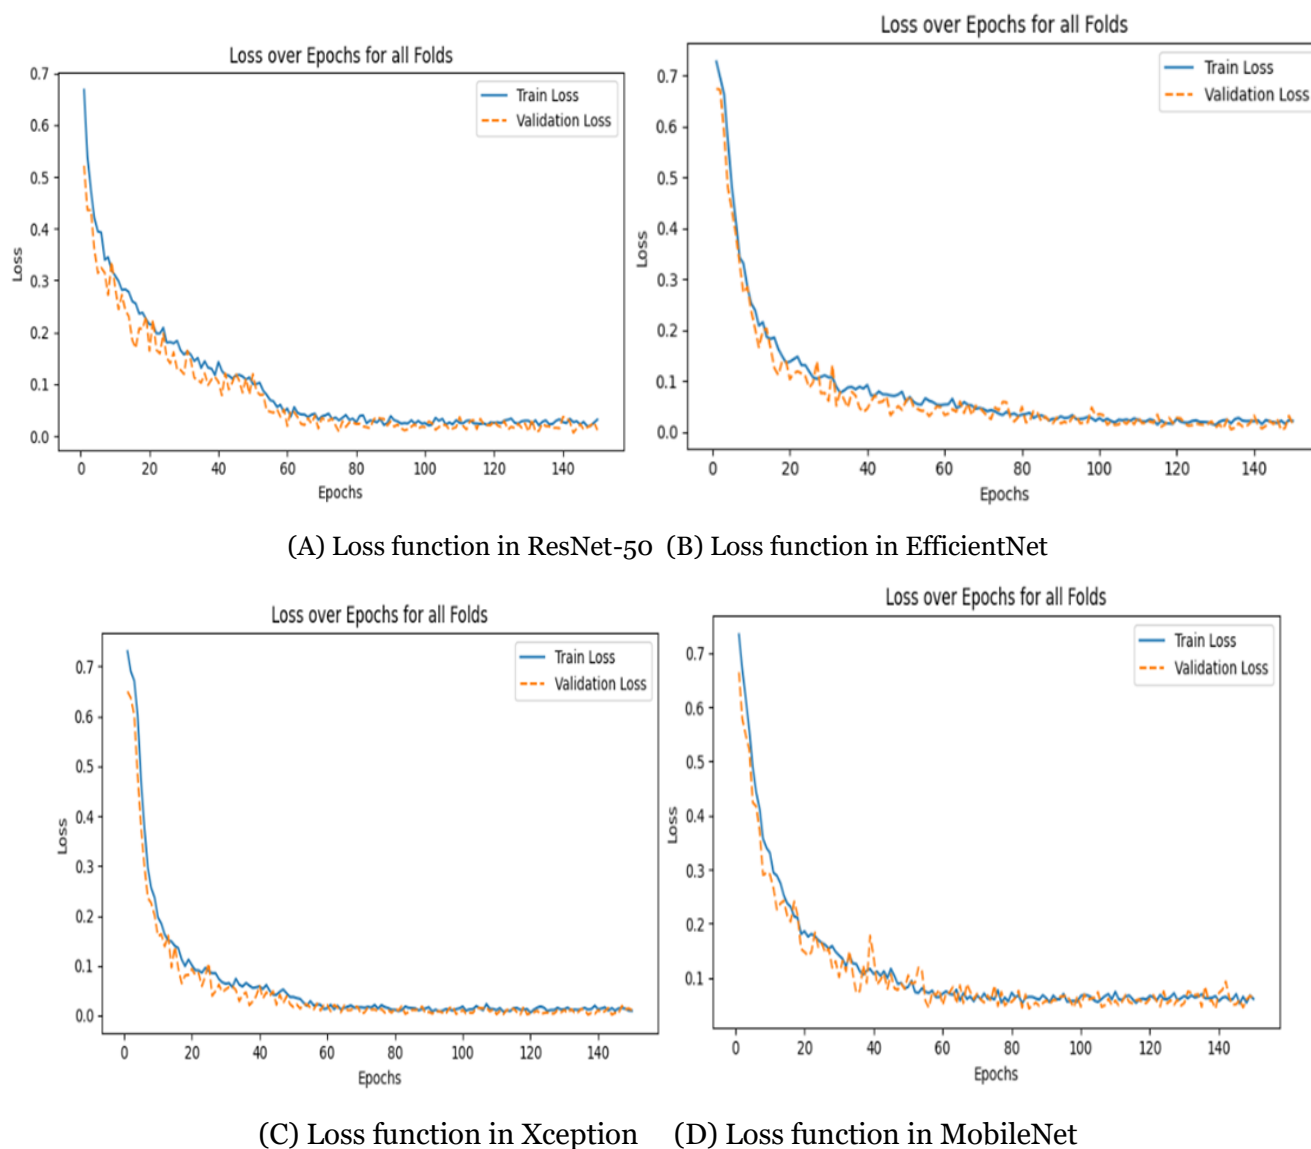 Loss over Epochs for all Folds
Train Loss
Validation Loss
Loss
0.7
0.6
0.5
0.4
0.3
0.2
0.1
0.0
0 20 40 60 80 100 120 140
Epochs
Loss over Epochs for all Folds
Train Loss
Validation Loss
Loss
0.7
0.6
0.5
0.4
0.3
0.2
0.1
0.0
0 20 40 60 80 100 120 140
Epochs
(A) Loss function in ResNet-50 (B) Loss function in EfficientNet
Loss over Epochs for all Folds
Train Loss
Validation Loss
Loss
0.7
0.6
0.5
0.4
0.3
0.2
0.1
0.0
0 20 40 60 80 100 120 140
Epochs
Loss over Epochs for all Folds
Train Loss
Validation Loss
Loss
0.7
0.6
0.5
0.4
0.3
0.2
0.1
0 20 40 60 80 100 120 140
Epochs
(C) Loss function in Xception (D) Loss function in MobileNet